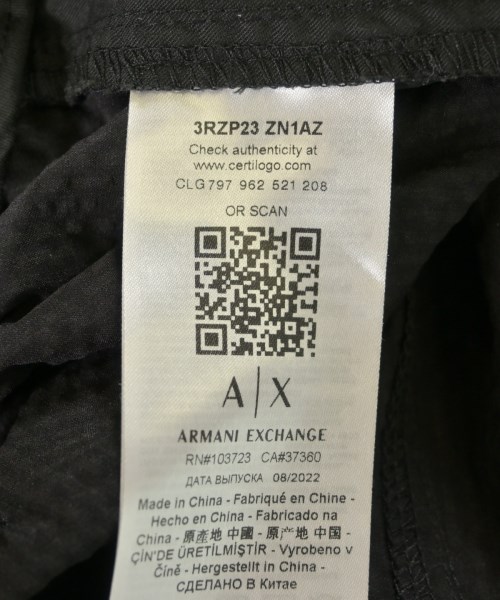 3RZP23 ZN1AZ
Check authenticity at
www.certilogo.com
CLG 797 962 521 208
OR SCAN
A|X
ARMANI EXCHANGE
RN#103723 CA#37360
ДАТА ВЫПУСКА 08/2022
Made in China - Fabriqué en Chine -
Hecho en China - Fabricado na
China - 原產地 中國 - 原产地 中国 -
ÇİN'DE ÜRETİLMİŞTİR - Vyrobeno v
Číně - Hergestellt in China -
СДЕЛАНО В Китае